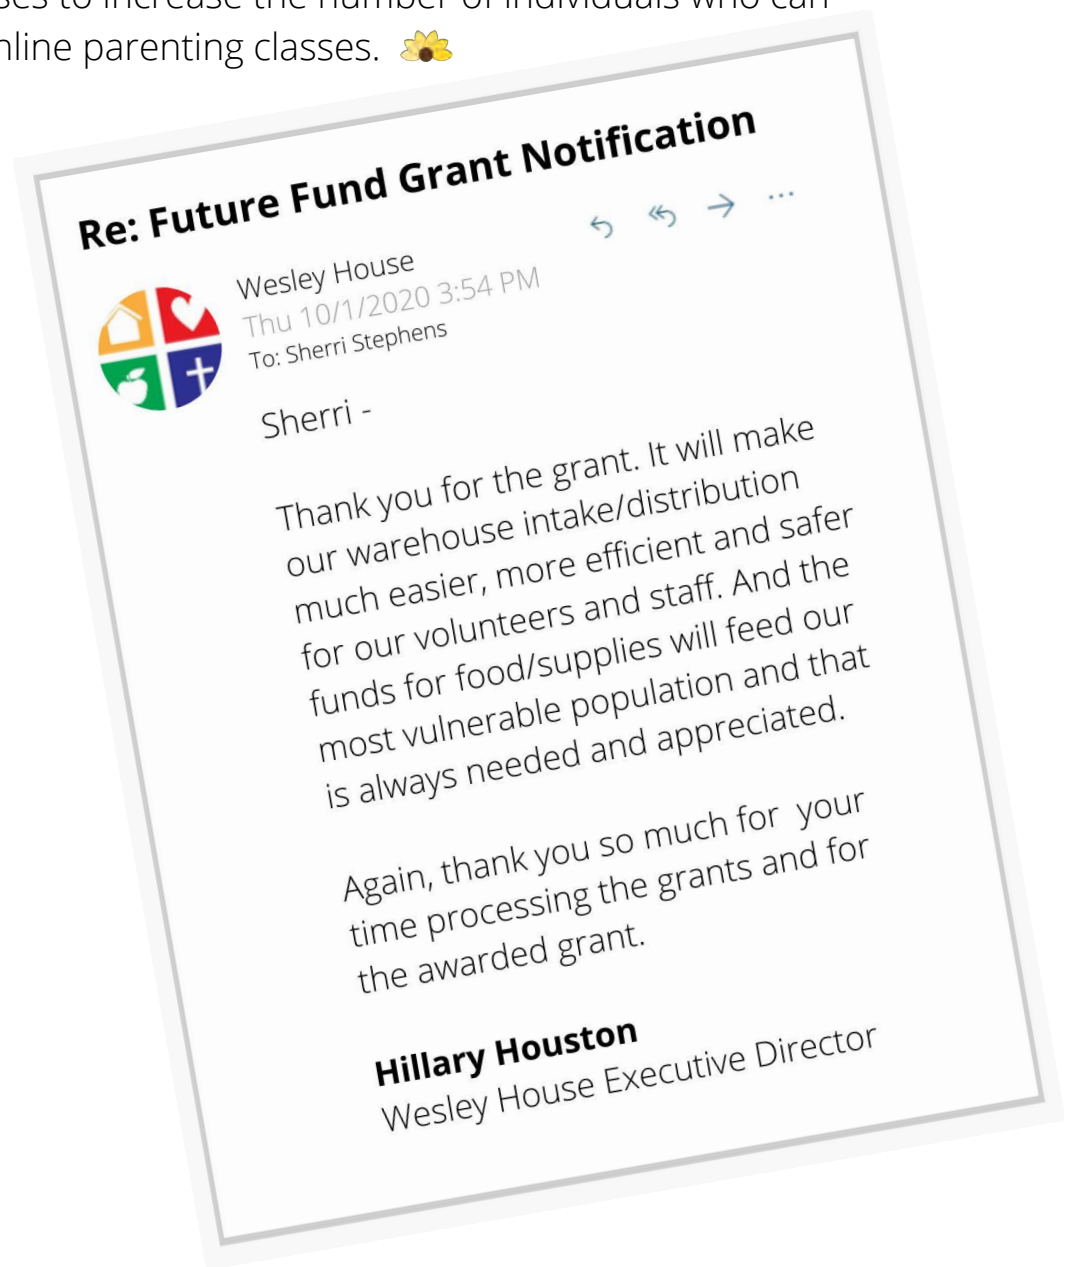 to increase the number of individuals who can
parenting classes.
Re: Future Fund Grant Notification
Wesley House
Thu 10/1/2020 3:54 PM
To: Sherri Stephens
Sherri -
Thank you for the grant. It will make
our warehouse intake/distribution
much easier, more efficient and safer
for our volunteers and staff. And the
funds for food/supplies will feed our
most vulnerable population and that
is always needed and appreciated.
Again, thank you so much for your
time processing the grants and for
the awarded grant.
Hillary Houston
Wesley House Executive Director